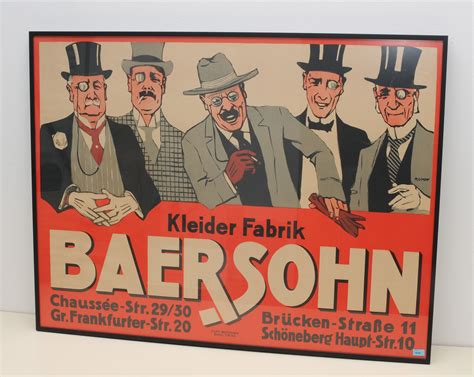 Kleider Fabrik
BAERSOHN
Chaussée-Str. 29/30
Gr. Frankfurter-Str. 20
Brücken-Straße 11
Schöneberg Haupt-Str. 10